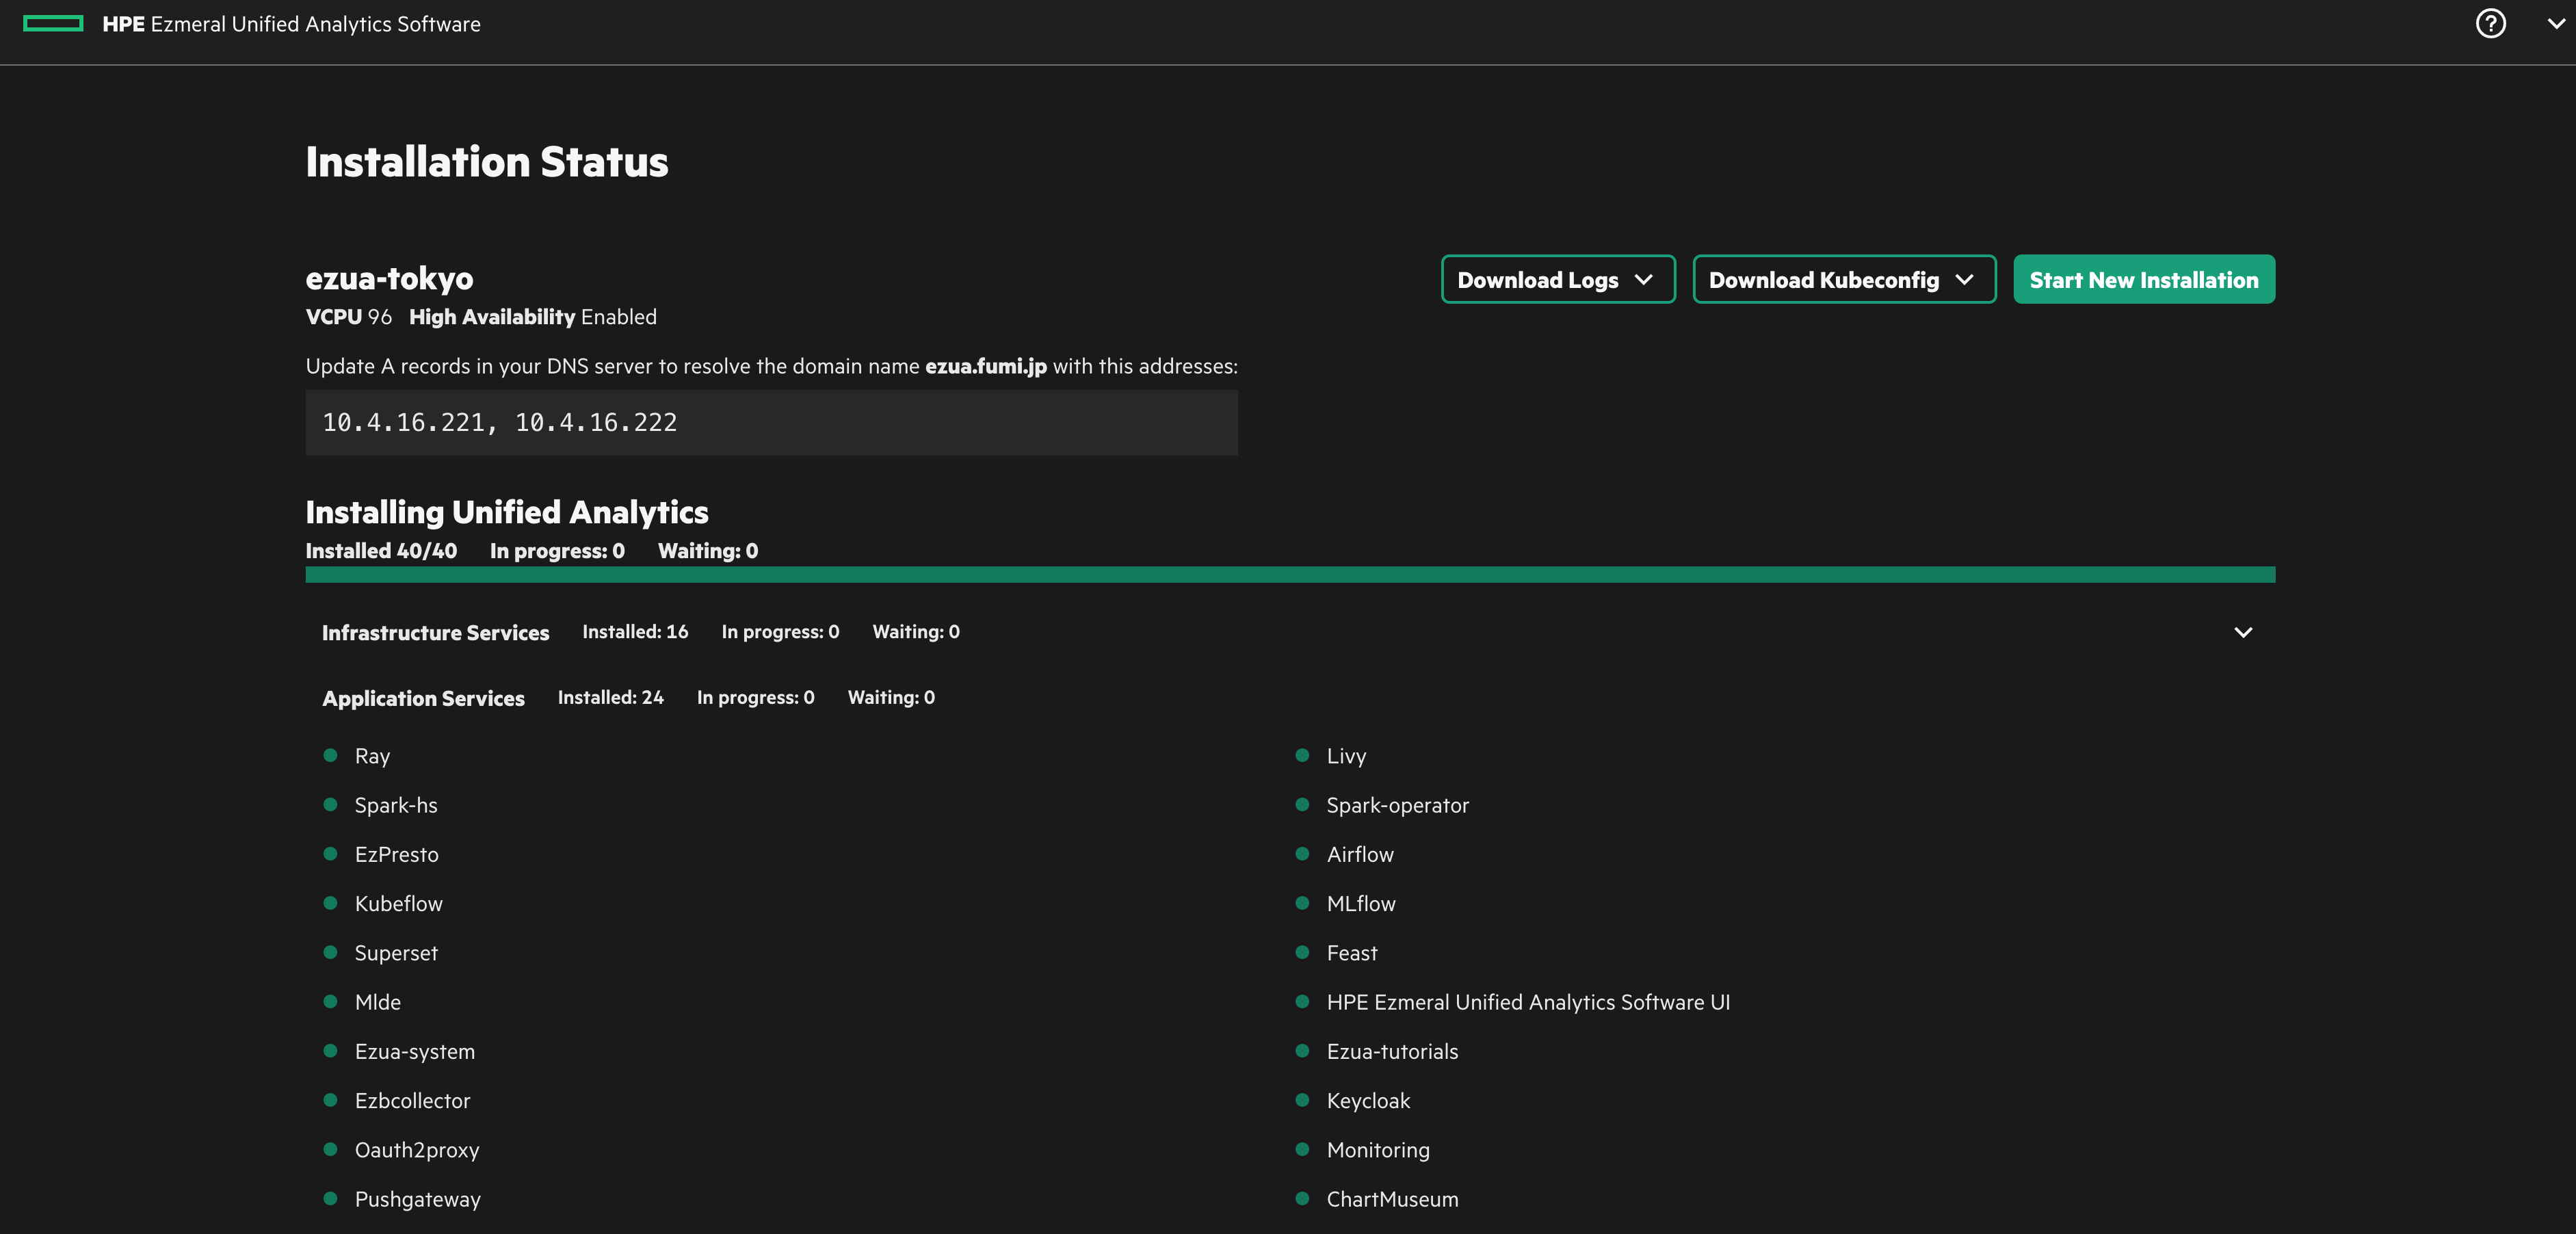 HPE Ezmeral Unified Analytics Software
Installation Status
ezua-tokyo
Download Logs
Download Kubeconfig
Start New Installation
VCPU 96 High Availability Enabled
Update A records in your DNS server to resolve the domain name ezua.fumi.jp with this addresses:
10.4.16.221, 10.4.16.222
Installing Unified Analytics
Installed 40/40 In progress: 0 Waiting: 0
Infrastructure Services Installed: 16 In progress: 0 Waiting: 0
Application Services Installed: 24 In progress: 0 Waiting: 0
Ray
Livy
Spark-hs
Spark-operator
EzPresto
Airflow
Kubeflow
MLflow
Superset
Feast
Mlde
HPE Ezmeral Unified Analytics Software UI
Ezua-system
Ezua-tutorials
Ezbcollector
Keycloak
Oauth2proxy
Monitoring
Pushgateway
ChartMuseum